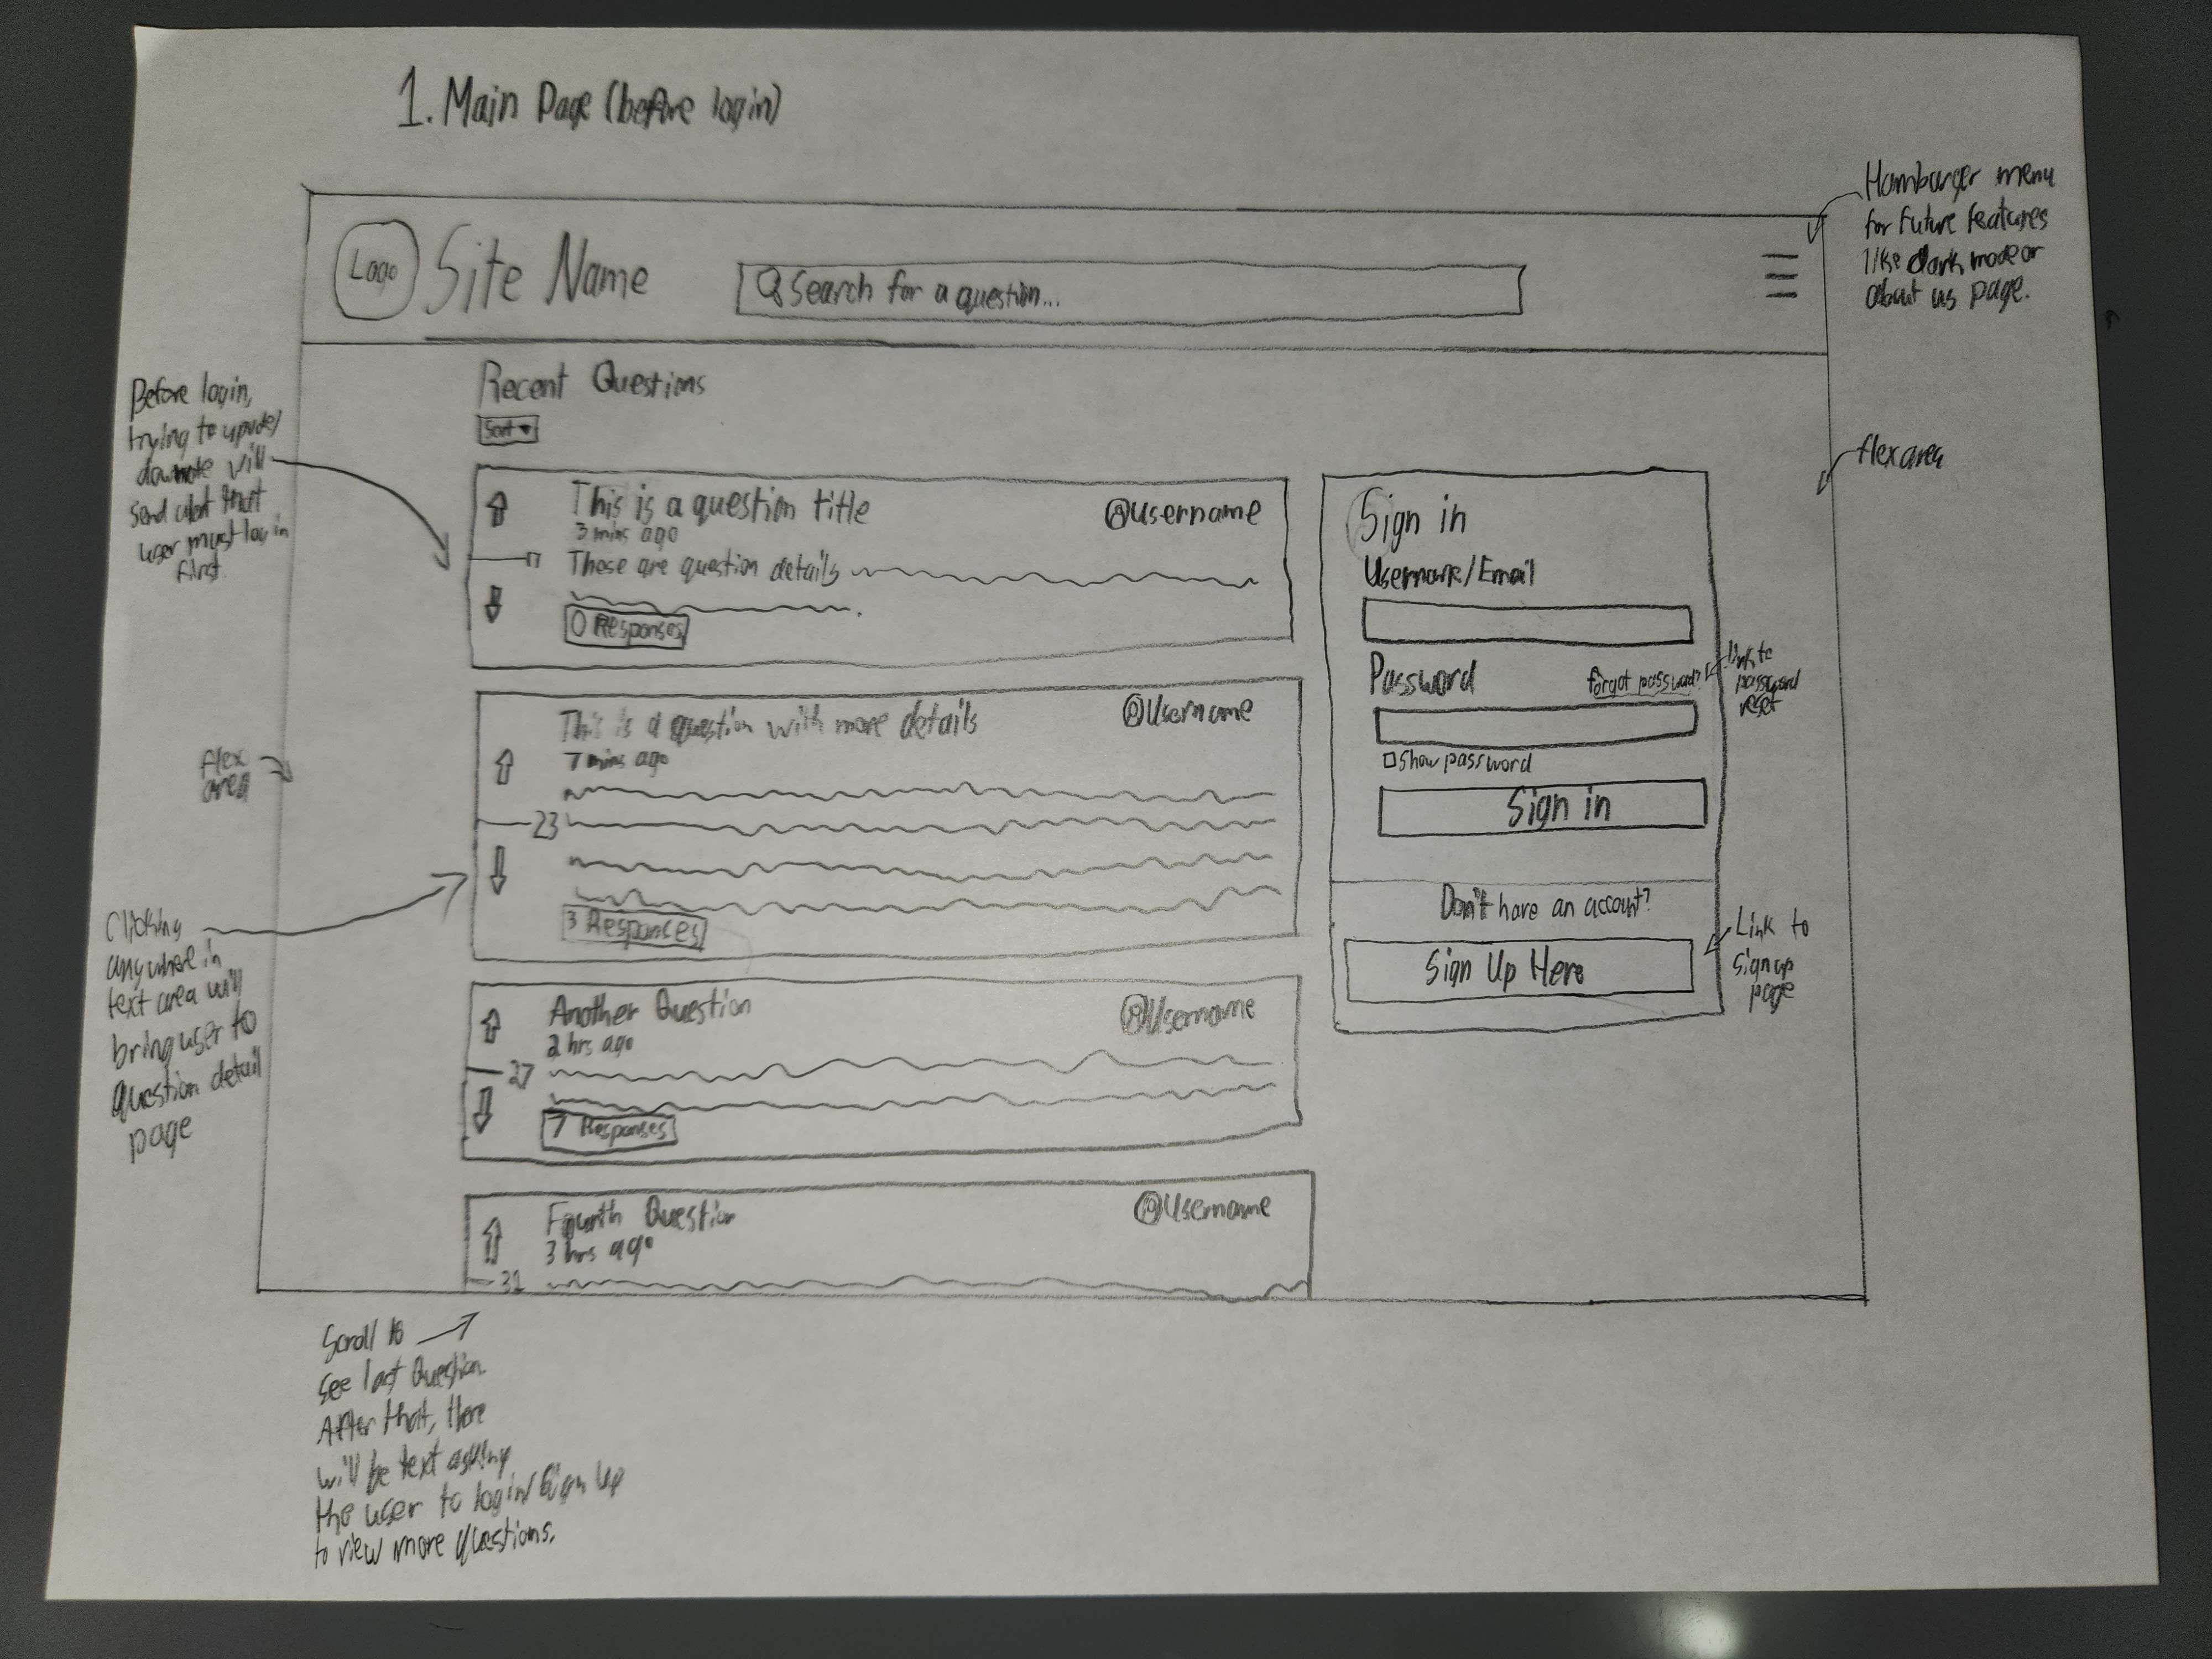 1. Main Page (before login)
Hamburger menu
for future features
like dark mode or
about us page.
Logo
Site Name
Search for a question...
Before login,
trying to upvote/
downvote will
send alert that
user must log in
first.
Recent Questions
Sort
flex area
This is a question title
@Username
3 mins ago
These are question details
0 Responses
Sign in
Username/Email
Password
forgot password?
link to
password
reset
Show password
Sign in
This is a question with more details
@Username
7 mins ago
23
3 Responses
flex
area
Don't have an account?
Sign Up Here
Link to
sign up
page
Clicking
anywhere in
text area will
bring user to
question detail
page
Another Question
@Username
2 hrs ago
27
7 Responses
Fourth Question
@Username
3 hrs ago
31
Scroll to
see last Question.
After that, there
will be text asking
the user to login/Sign Up
to view more questions.